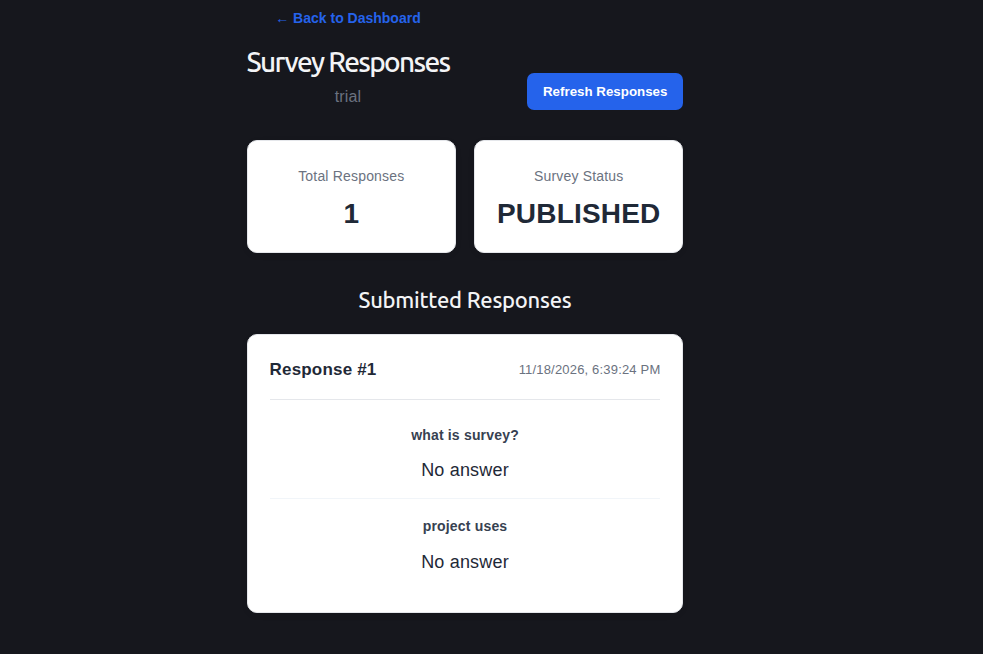 ← Back to Dashboard
Survey Responses
trial
Refresh Responses
Total Responses
1
Survey Status
PUBLISHED
Submitted Responses
Response #1
11/18/2026, 6:39:24 PM
what is survey?
No answer
project uses
No answer